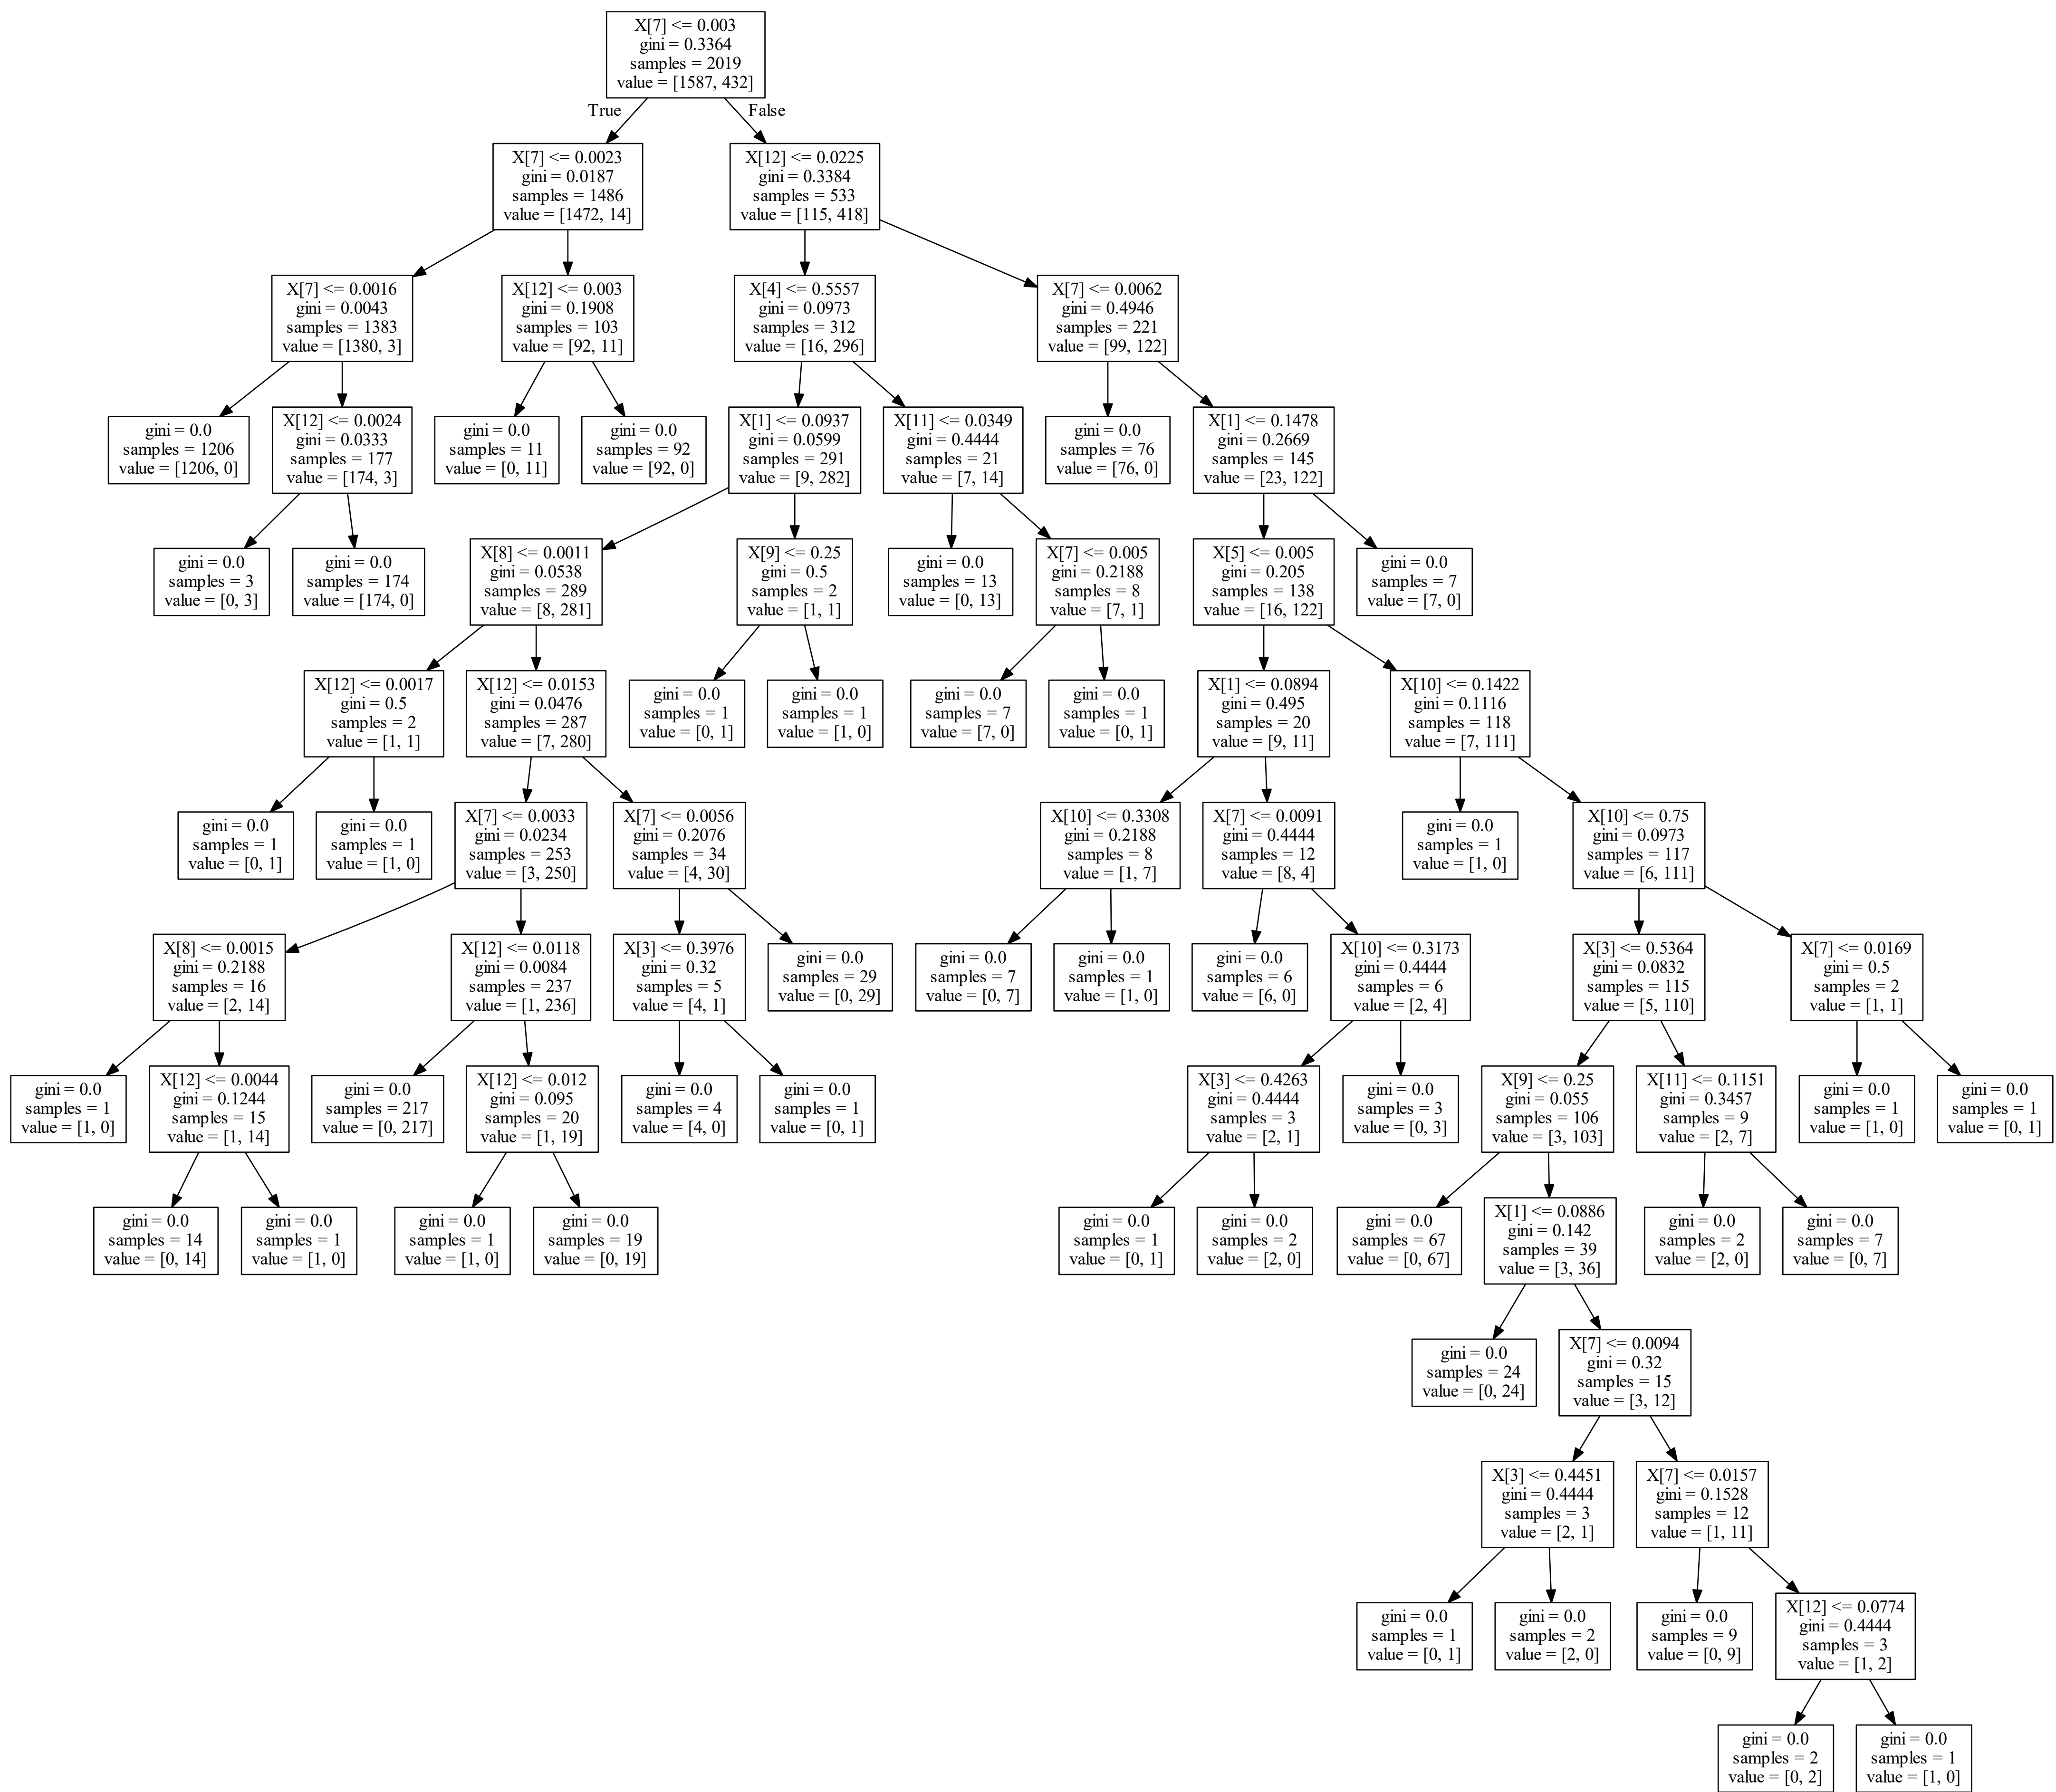 X[7] <= 0.003
gini = 0.3364
samples = 2019
value = [1587, 432]
True
False
X[7] <= 0.0023
gini = 0.0187
samples = 1486
value = [1472, 14]
X[12] <= 0.0225
gini = 0.3384
samples = 533
value = [115, 418]
X[7] <= 0.0016
gini = 0.0043
samples = 1383
value = [1380, 3]
X[12] <= 0.003
gini = 0.1908
samples = 103
value = [92, 11]
X[4] <= 0.5557
gini = 0.0973
samples = 312
value = [16, 296]
X[7] <= 0.0062
gini = 0.4946
samples = 221
value = [99, 122]
gini = 0.0
samples = 1206
value = [1206, 0]
X[12] <= 0.0024
gini = 0.0333
samples = 177
value = [174, 3]
gini = 0.0
samples = 11
value = [0, 11]
gini = 0.0
samples = 92
value = [92, 0]
X[1] <= 0.0937
gini = 0.0599
samples = 291
value = [9, 282]
X[11] <= 0.0349
gini = 0.4444
samples = 21
value = [7, 14]
gini = 0.0
samples = 76
value = [76, 0]
X[1] <= 0.1478
gini = 0.2669
samples = 145
value = [23, 122]
gini = 0.0
samples = 3
value = [0, 3]
gini = 0.0
samples = 174
value = [174, 0]
X[8] <= 0.0011
gini = 0.0538
samples = 289
value = [8, 281]
X[9] <= 0.25
gini = 0.5
samples = 2
value = [1, 1]
gini = 0.0
samples = 13
value = [0, 13]
X[7] <= 0.005
gini = 0.2188
samples = 8
value = [7, 1]
X[5] <= 0.005
gini = 0.205
samples = 138
value = [16, 122]
gini = 0.0
samples = 7
value = [7, 0]
X[12] <= 0.0017
gini = 0.5
samples = 2
value = [1, 1]
X[12] <= 0.0153
gini = 0.0476
samples = 287
value = [7, 280]
gini = 0.0
samples = 1
value = [0, 1]
gini = 0.0
samples = 1
value = [1, 0]
gini = 0.0
samples = 7
value = [7, 0]
gini = 0.0
samples = 1
value = [0, 1]
X[1] <= 0.0894
gini = 0.495
samples = 20
value = [9, 11]
X[10] <= 0.1422
gini = 0.1116
samples = 118
value = [7, 111]
gini = 0.0
samples = 1
value = [0, 1]
gini = 0.0
samples = 1
value = [1, 0]
X[7] <= 0.0033
gini = 0.0234
samples = 253
value = [3, 250]
X[7] <= 0.0056
gini = 0.2076
samples = 34
value = [4, 30]
X[10] <= 0.3308
gini = 0.2188
samples = 8
value = [1, 7]
X[7] <= 0.0091
gini = 0.4444
samples = 12
value = [8, 4]
gini = 0.0
samples = 1
value = [1, 0]
X[10] <= 0.75
gini = 0.0973
samples = 117
value = [6, 111]
X[8] <= 0.0015
gini = 0.2188
samples = 16
value = [2, 14]
X[12] <= 0.0118
gini = 0.0084
samples = 237
value = [1, 236]
X[3] <= 0.3976
gini = 0.32
samples = 5
value = [4, 1]
gini = 0.0
samples = 29
value = [0, 29]
gini = 0.0
samples = 7
value = [0, 7]
gini = 0.0
samples = 1
value = [1, 0]
gini = 0.0
samples = 6
value = [6, 0]
X[10] <= 0.3173
gini = 0.4444
samples = 6
value = [2, 4]
X[3] <= 0.5364
gini = 0.0832
samples = 115
value = [5, 110]
X[7] <= 0.0169
gini = 0.5
samples = 2
value = [1, 1]
gini = 0.0
samples = 1
value = [1, 0]
X[12] <= 0.0044
gini = 0.1244
samples = 15
value = [1, 14]
gini = 0.0
samples = 217
value = [0, 217]
X[12] <= 0.012
gini = 0.095
samples = 20
value = [1, 19]
gini = 0.0
samples = 4
value = [4, 0]
gini = 0.0
samples = 1
value = [0, 1]
X[3] <= 0.4263
gini = 0.4444
samples = 3
value = [2, 1]
gini = 0.0
samples = 3
value = [0, 3]
X[9] <= 0.25
gini = 0.055
samples = 106
value = [3, 103]
X[11] <= 0.1151
gini = 0.3457
samples = 9
value = [2, 7]
gini = 0.0
samples = 1
value = [1, 0]
gini = 0.0
samples = 1
value = [0, 1]
gini = 0.0
samples = 14
value = [0, 14]
gini = 0.0
samples = 1
value = [1, 0]
gini = 0.0
samples = 1
value = [1, 0]
gini = 0.0
samples = 19
value = [0, 19]
gini = 0.0
samples = 1
value = [0, 1]
gini = 0.0
samples = 2
value = [2, 0]
gini = 0.0
samples = 67
value = [0, 67]
X[1] <= 0.0886
gini = 0.142
samples = 39
value = [3, 36]
gini = 0.0
samples = 2
value = [2, 0]
gini = 0.0
samples = 7
value = [0, 7]
gini = 0.0
samples = 24
value = [0, 24]
X[7] <= 0.0094
gini = 0.32
samples = 15
value = [3, 12]
X[3] <= 0.4451
gini = 0.4444
samples = 3
value = [2, 1]
X[7] <= 0.0157
gini = 0.1528
samples = 12
value = [1, 11]
gini = 0.0
samples = 1
value = [0, 1]
gini = 0.0
samples = 2
value = [2, 0]
gini = 0.0
samples = 9
value = [0, 9]
X[12] <= 0.0774
gini = 0.4444
samples = 3
value = [1, 2]
gini = 0.0
samples = 2
value = [0, 2]
gini = 0.0
samples = 1
value = [1, 0]